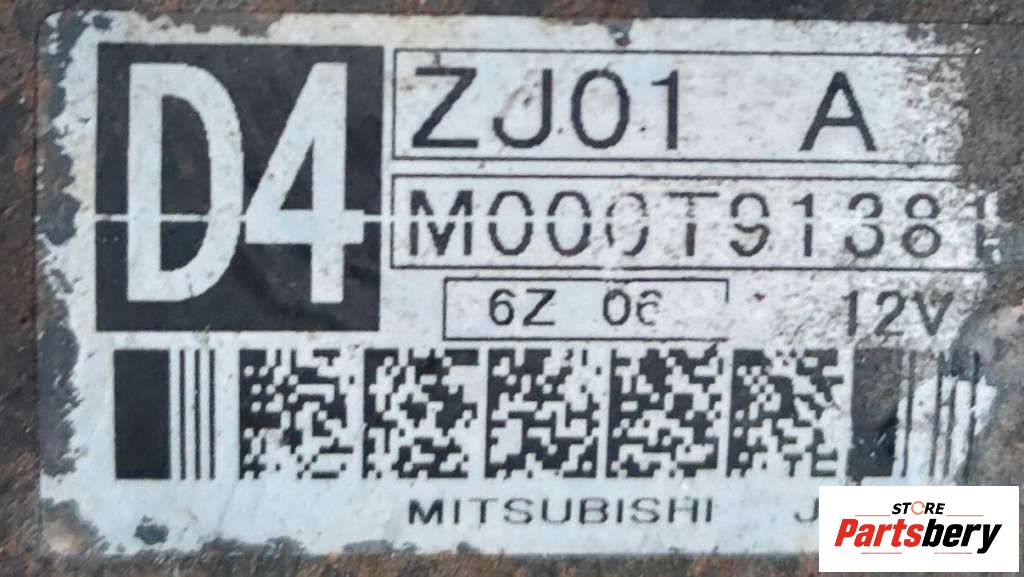 D4
ZJ01 A
M000T91381
6Z 06 12V
MITSUBISHI J
STORE
Partsbery